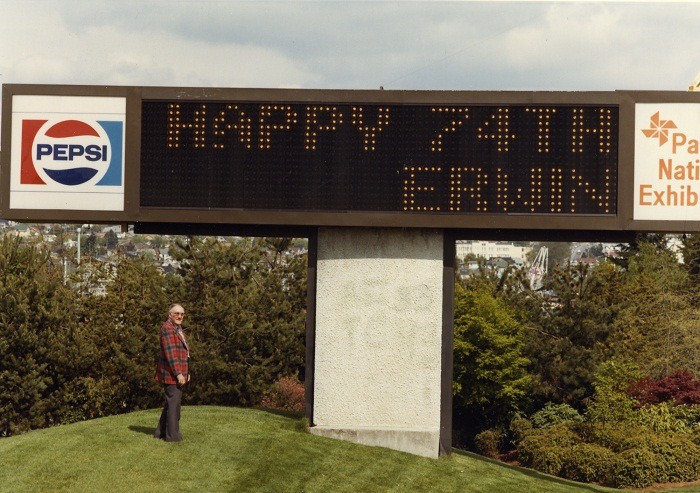 PEPSI
HAPPY 74TH
ERWIN
Pa
Nati
Exhib